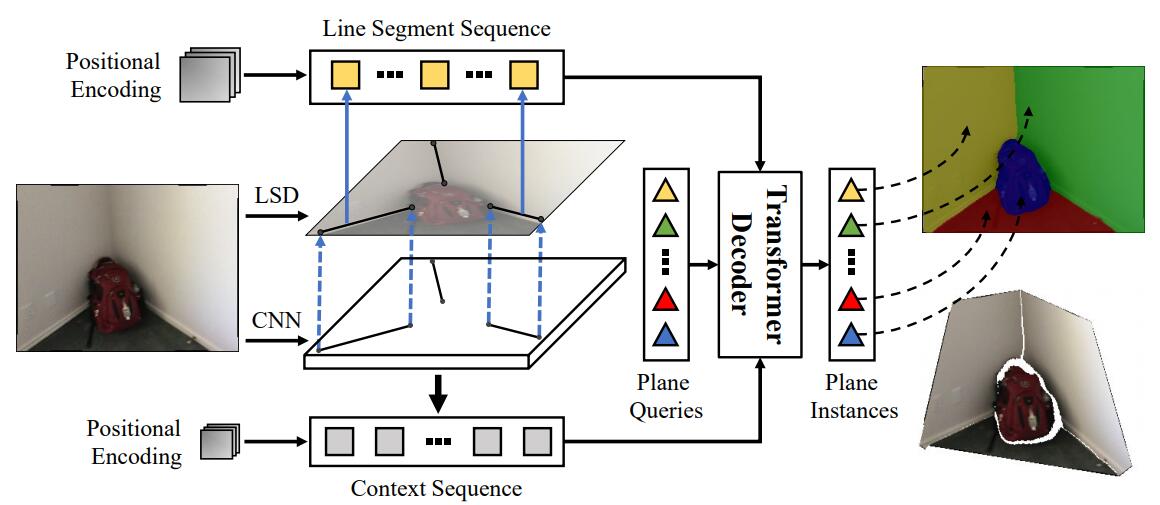 Line Segment Sequence
Positional
Encoding
LSD
CNN
Transformer
Decoder
Plane
Queries
Plane
Instances
Positional
Encoding
Context Sequence